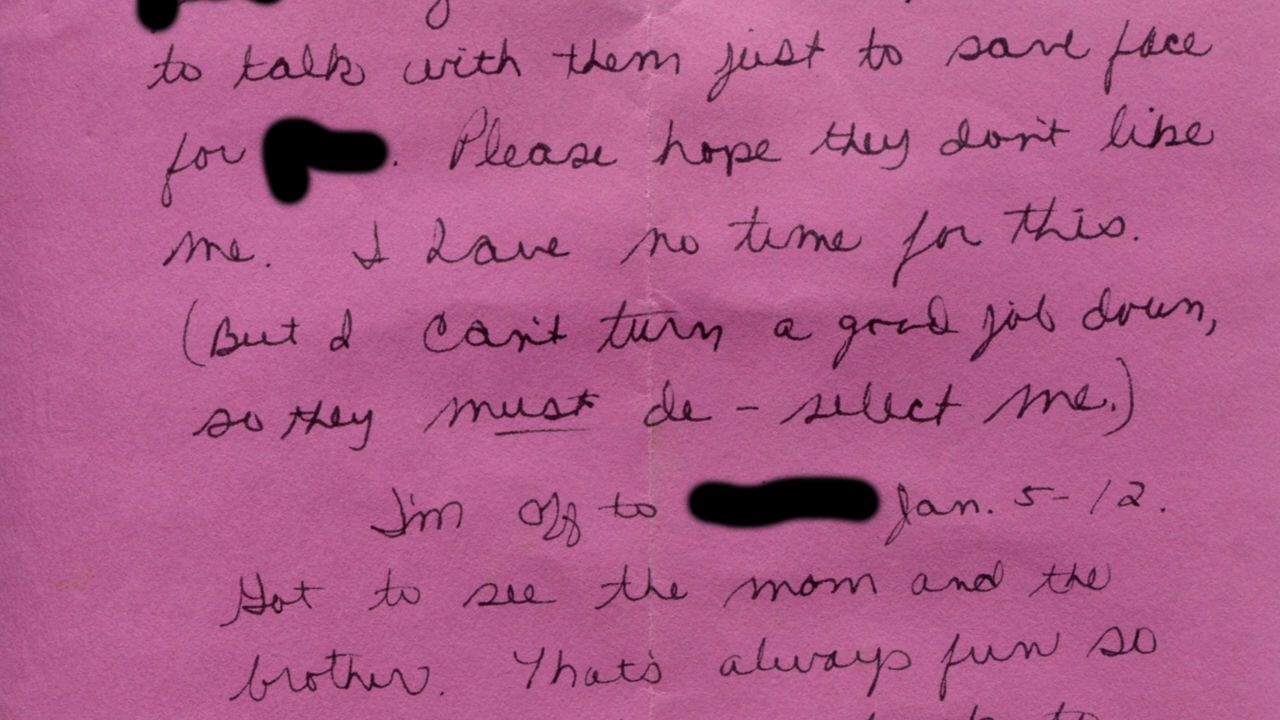 to talk with them just to save face
for . Please hope they don't like
me. I have no time for this.
(But I can't turn a good job down,
so they must de-select me.)
I'm off to Jan. 5-12.
Got to see the mom and the
brother. That's always fun so